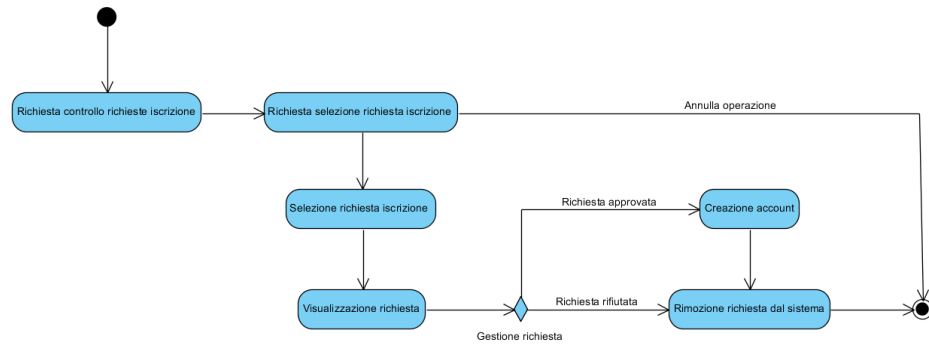 Annulla operazione
Richiesta controllo richieste iscrizione
Richiesta selezione richiesta iscrizione
Richiesta approvata
Selezione richiesta iscrizione
Creazione account
Richiesta rifiutata
Visualizzazione richiesta
Rimozione richiesta dal sistema
Gestione richiesta